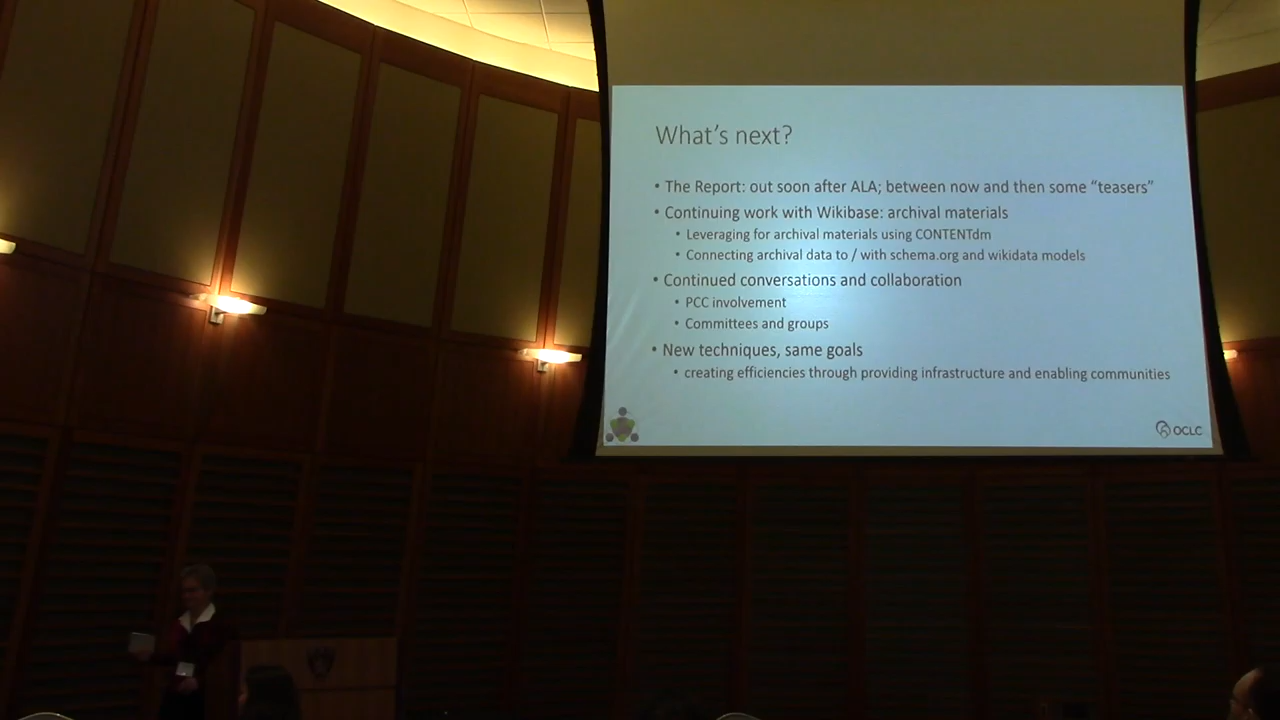 What's next?
• The Report: out soon after ALA; between now and then some “teasers”
• Continuing work with Wikibase: archival materials
• Leveraging for archival materials using CONTENTdm
• Connecting archival data to / with schema.org and wikidata models
• Continued conversations and collaboration
• PCC involvement
• Committees and groups
• New techniques, same goals
• creating efficiencies through providing infrastructure and enabling communities
OCLC